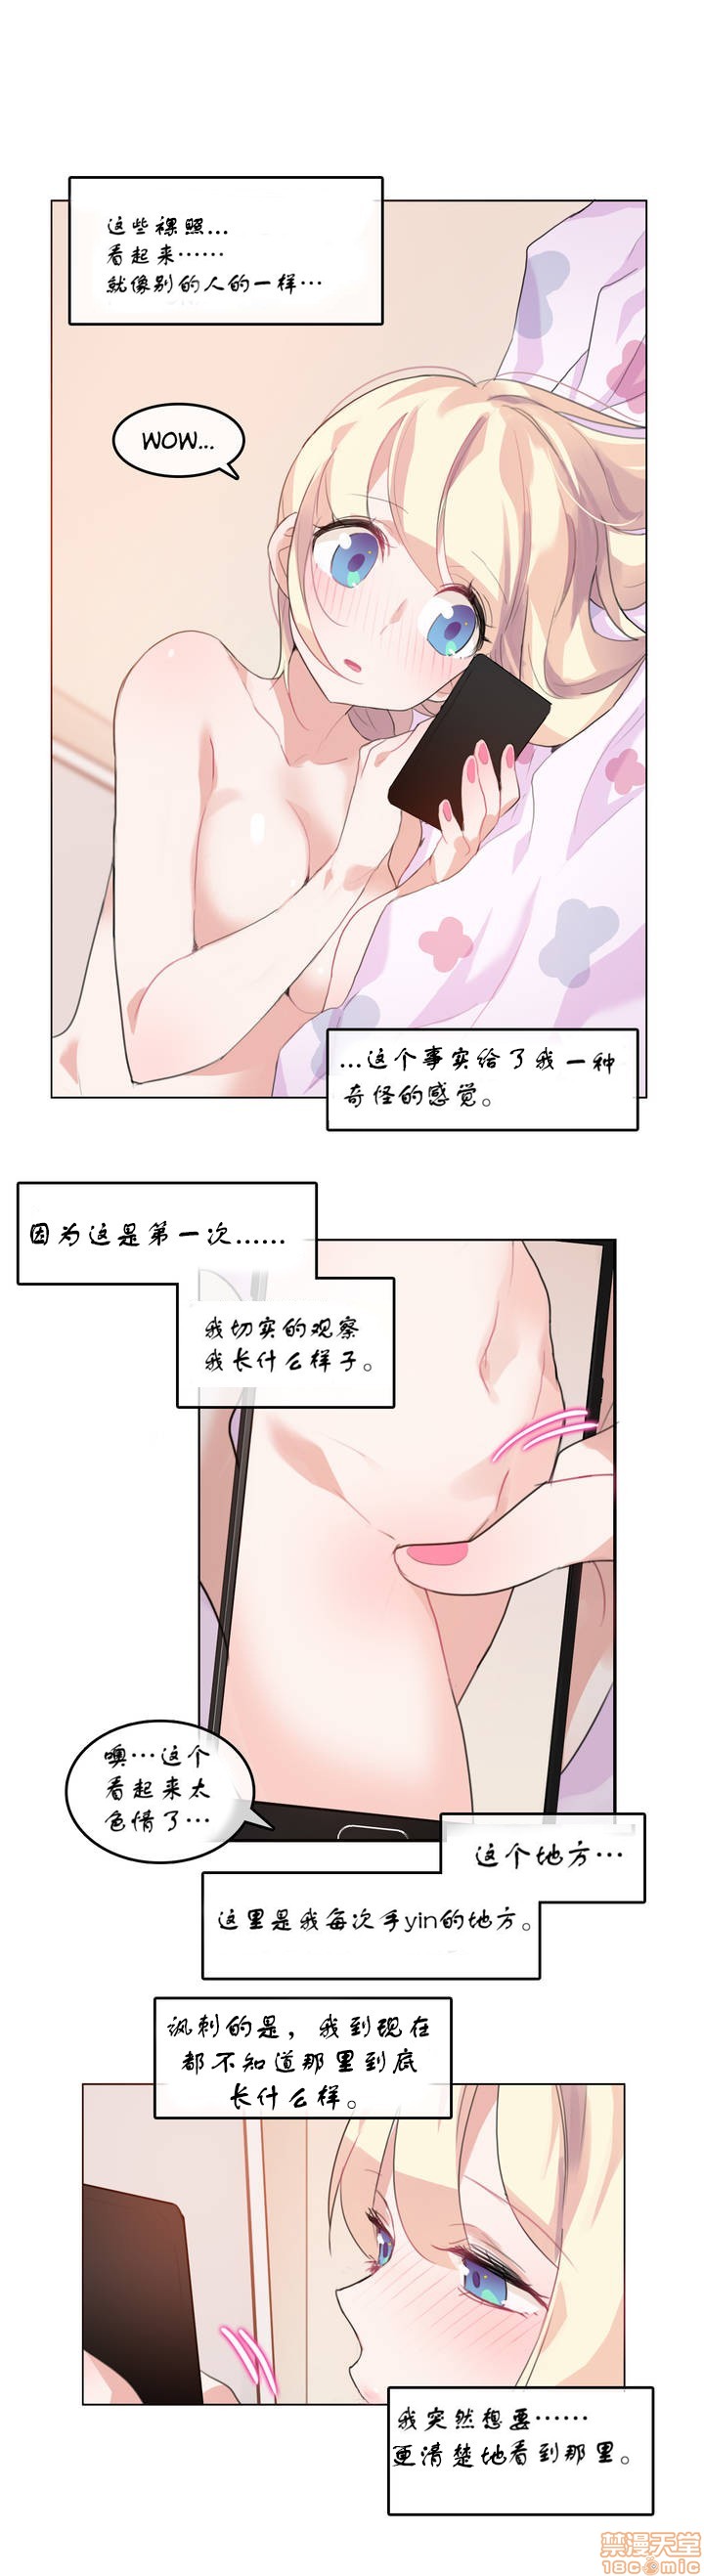 这些裸照...
看起来……
就像别的人的一样…
WOW...
...这个事实给了我一种
奇怪的感觉。
因为这是第一次……
我切实的观察
我长什么样子。
噢…这个
看起来太
色情了…
这个地方…
这里是我每次手yin的地方。
讽刺的是，我到现在
都不知道那里到底
长什么样。
我突然想要……
更清楚地看到那里。
禁漫天堂
18comic